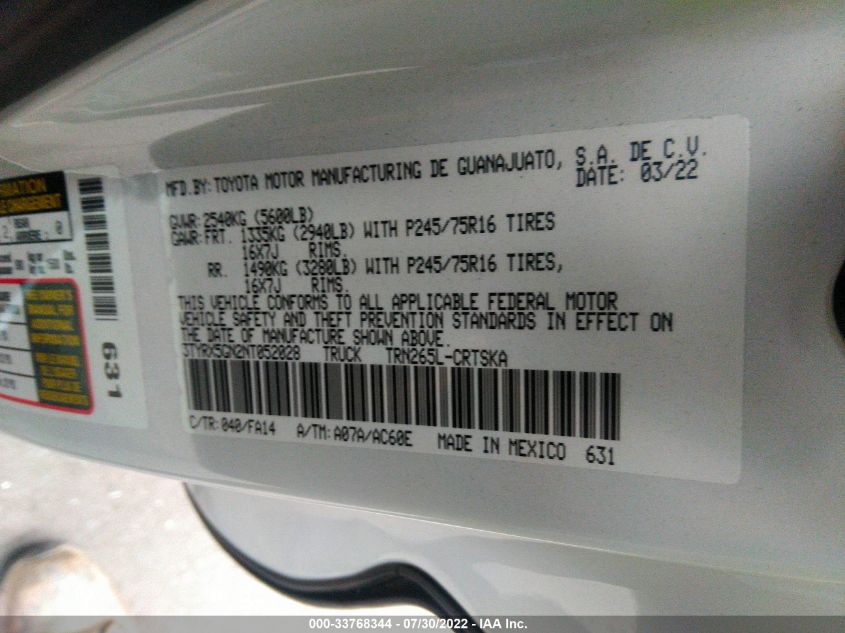 MFD.BY:TOYOTA MOTOR MANUFACTURING DE GUANAJUATO, S.A. DE C.V.
DATE: 03/22
GVWR:2540KG (5600LB)
GAWR:FRT. 1335KG (2940LB) WITH P245/75R16 TIRES
16X7J RIMS.
RR. 1490KG (3280LB) WITH P245/75R16 TIRES,
16X7J RIMS.
THIS VEHICLE CONFORMS TO ALL APPLICABLE FEDERAL MOTOR
VEHICLE SAFETY AND THEFT PREVENTION STANDARDS IN EFFECT ON
THE DATE OF MANUFACTURE SHOWN ABOVE.
3TYRX5GN2NT052028 TRUCK TRN265L-CRTSKA
C/TR:040/FA14 A/TM:A07A/AC60E MADE IN MEXICO 631
631
000-33768344 - 07/30/2022 - IAA Inc.